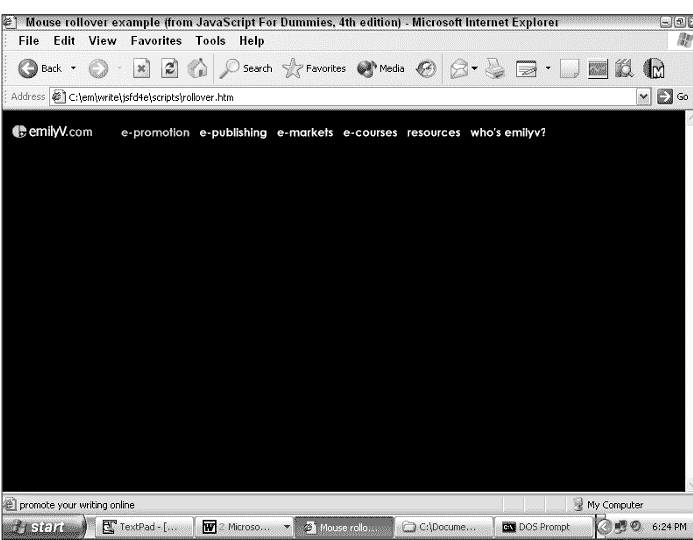 Mouse rollover example (from JavaScript For Dummies, 4th edition) - Microsoft Internet Explorer
File Edit View Favorites Tools Help
Back Search Favorites Media
Address C:\em\write\jsfd4e\scripts\rollover.htm Go
emilyV.com e-promotion e-publishing e-markets e-courses resources who's emilyv?
promote your writing online My Computer
start TextPad - [... 2 Microso... Mouse rollo... C:\Docume... DOS Prompt 6:24 PM